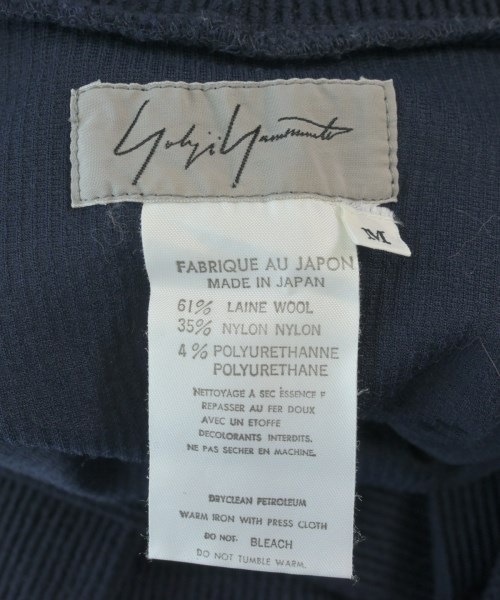 Yohji Yamamoto
M
FABRIQUE AU JAPON
MADE IN JAPAN
61% LAINE WOOL
35% NYLON NYLON
4% POLYURETHANNE
POLYURETHANE
NETTOYAGE À SEC ÈSSENCE F
REPASSER AU FER DOUX
AVEC UN ETOFFE
DECOLORANTS INTERDITS.
NE PAS SECHER EN MACHINE.
DRYCLEAN PETROLEUM
WARM IRON WITH PRESS CLOTH
DO NOT BLEACH
DO NOT TUMBLE WARM.